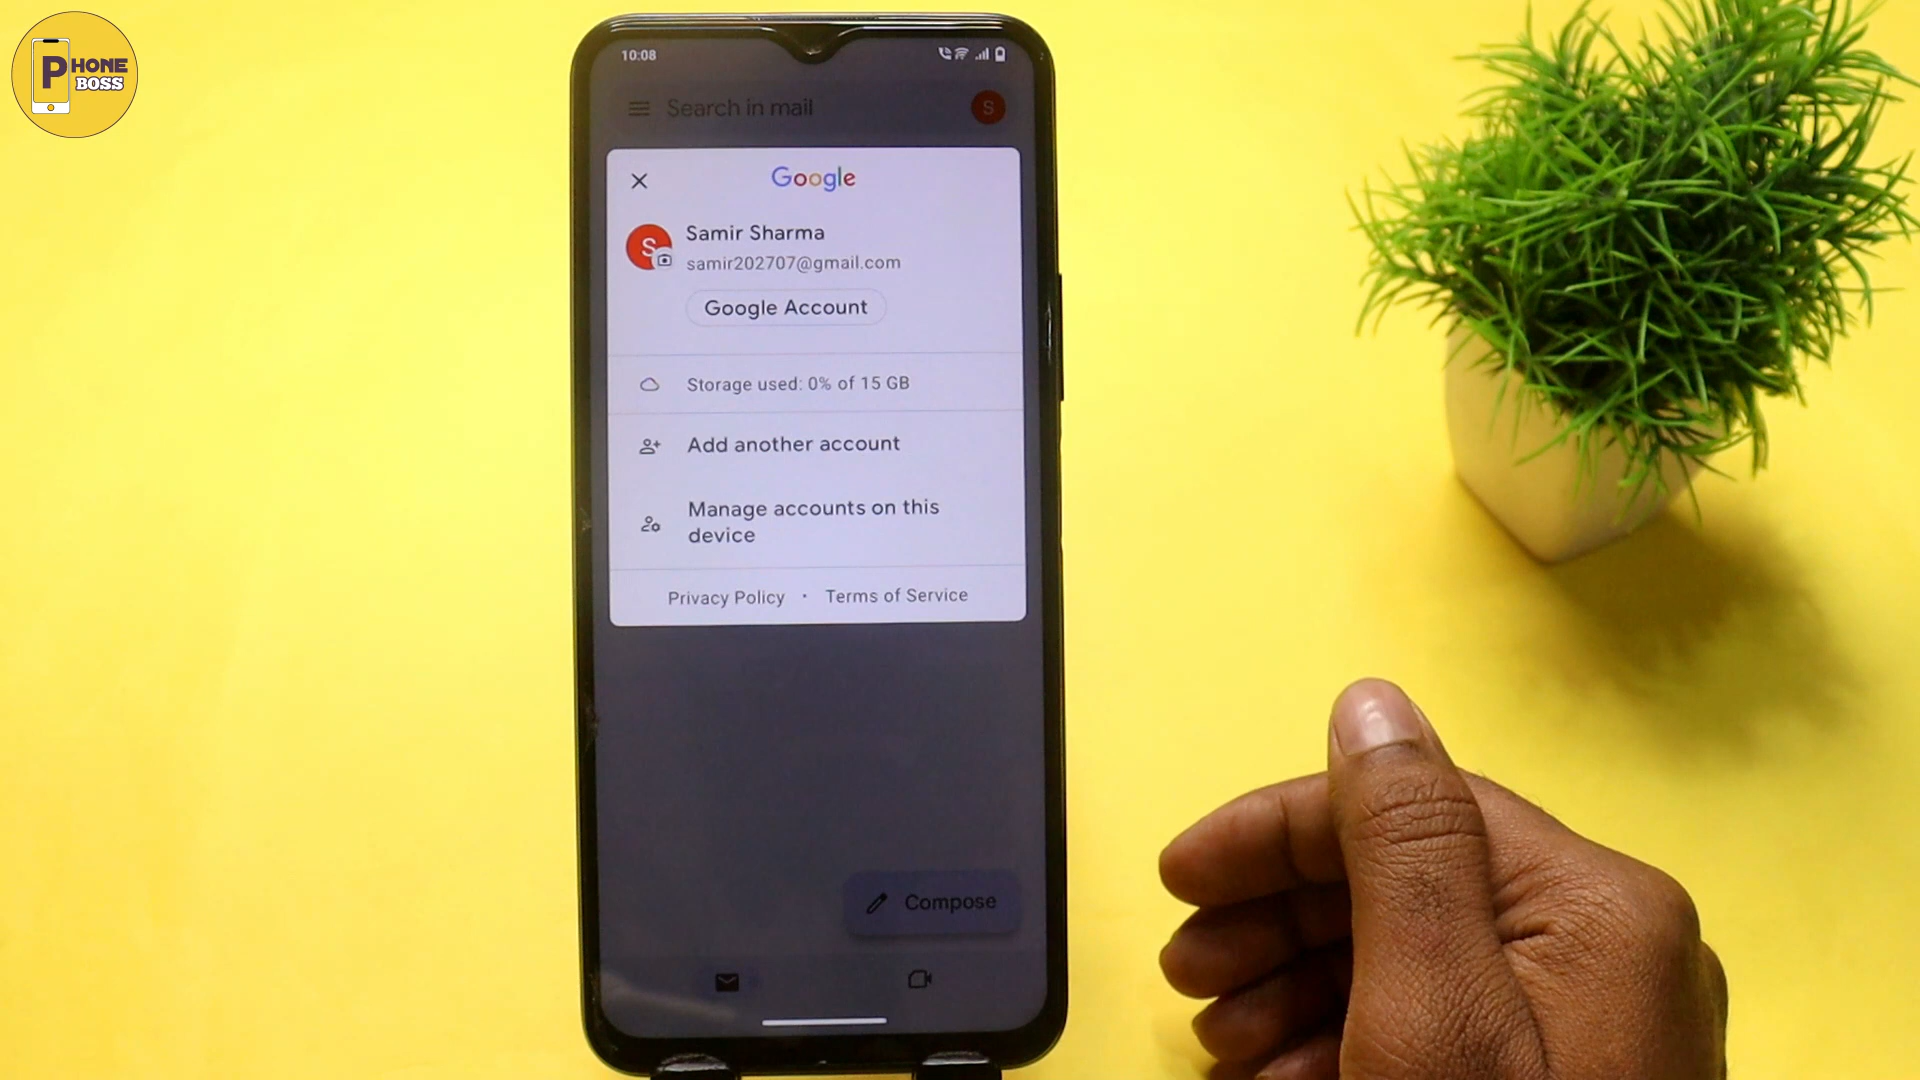 PHONE
BOSS
10:08
Search in mail
S
Google
S
Samir Sharma
samir202707@gmail.com
Google Account
Storage used: 0% of 15 GB
Add another account
Manage accounts on this
device
Privacy Policy · Terms of Service
Compose